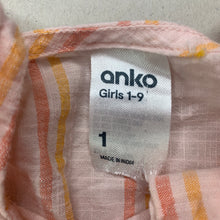 anko
Girls 1-9
1
MADE IN INDIA